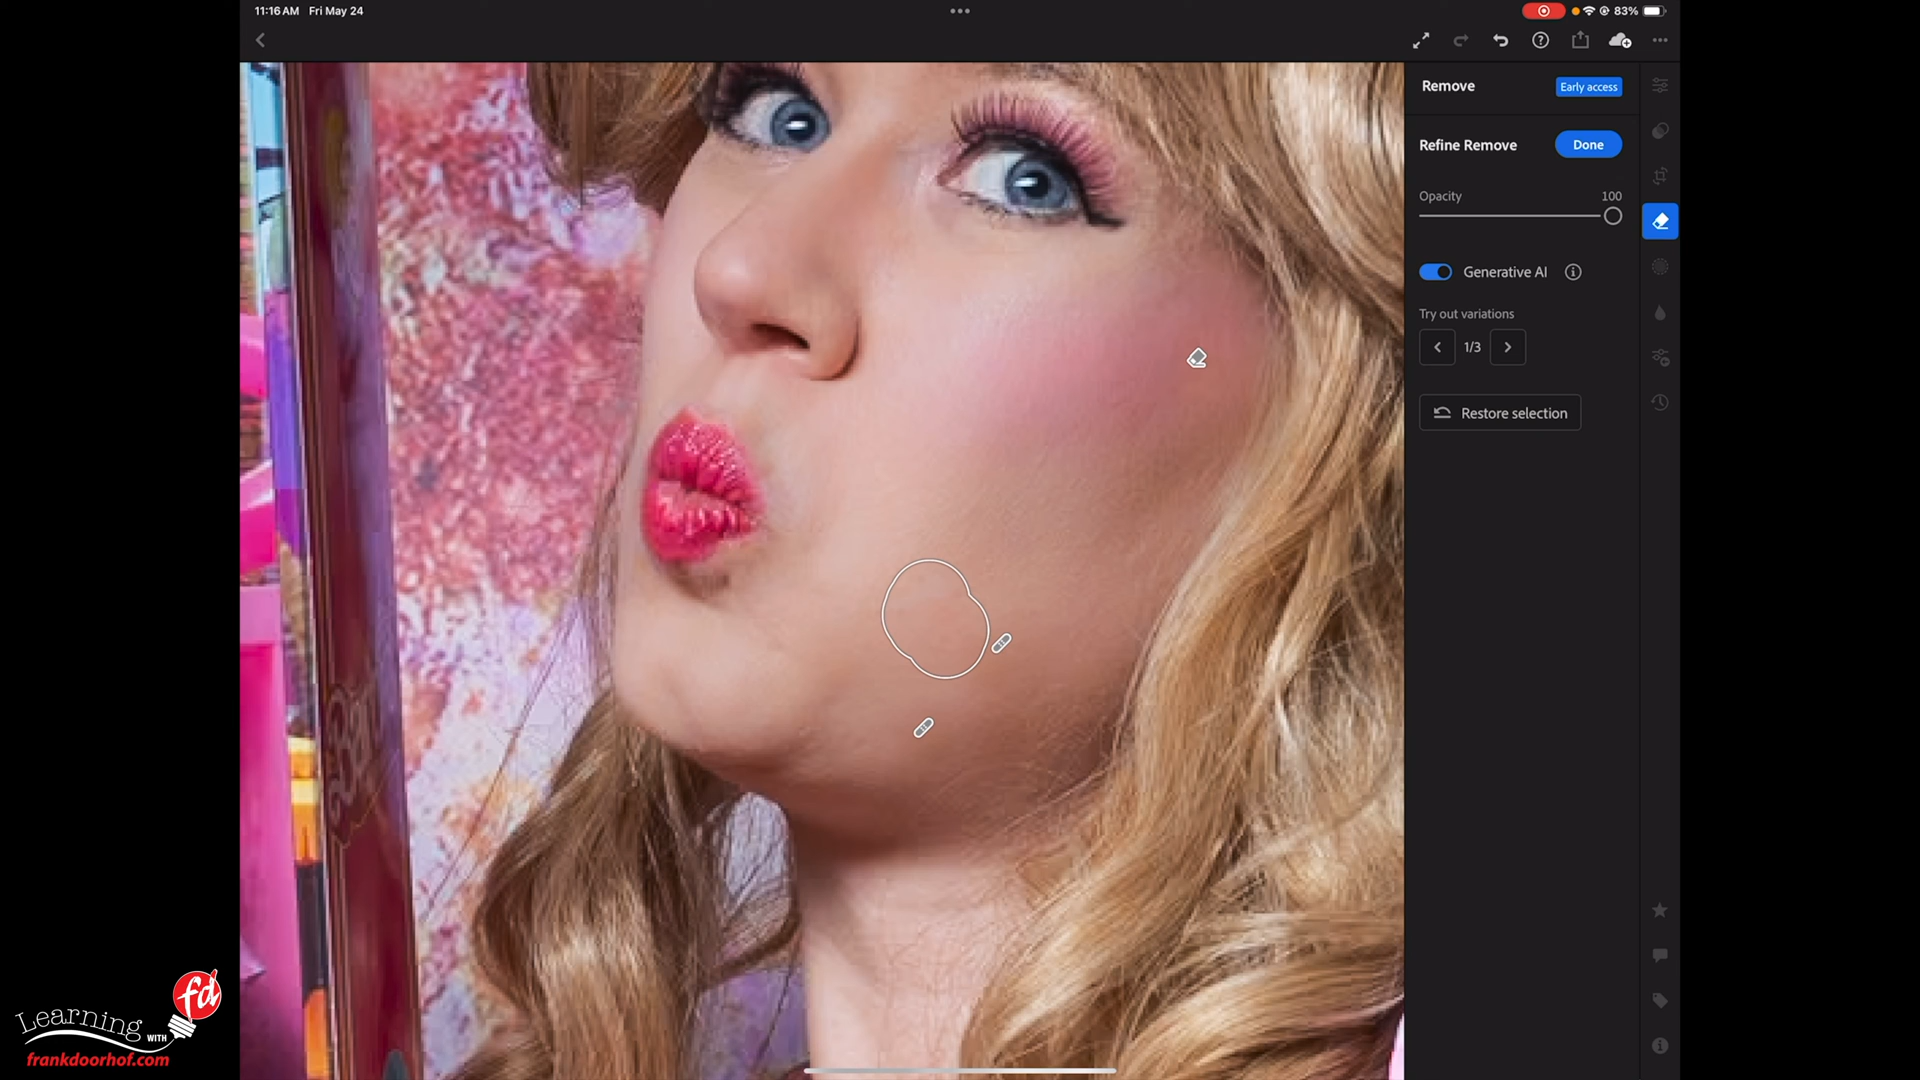 11:16 AM Fri May 24
83%
Remove
Early access
Refine Remove
Done
Opacity
100
Generative AI
Try out variations
1/3
Restore selection
fd
Learning WITH
frankdoorhof.com